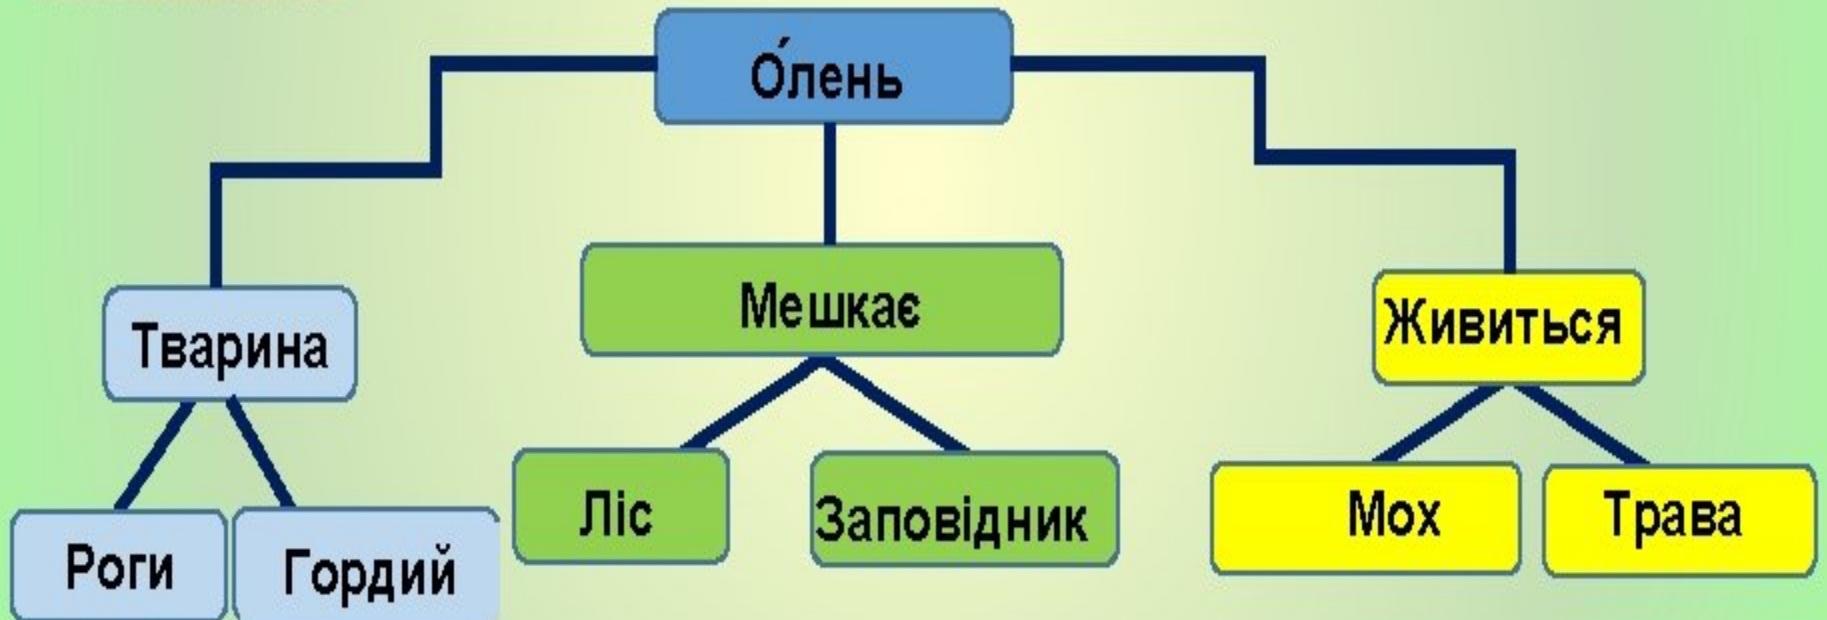 О́лень
Мешкає
Тварина
Живиться
Роги
Гордий
Ліс
Заповідник
Мох
Трава